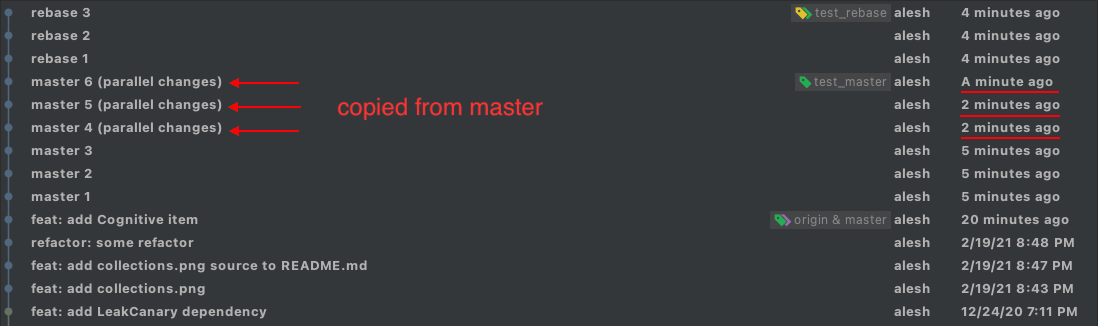 rebase 3 test_rebase alesh 4 minutes ago
rebase 2 alesh 4 minutes ago
rebase 1 alesh 4 minutes ago
master 6 (parallel changes) test_master alesh A minute ago
master 5 (parallel changes) copied from master alesh 2 minutes ago
master 4 (parallel changes) alesh 2 minutes ago
master 3 alesh 5 minutes ago
master 2 alesh 5 minutes ago
master 1 alesh 5 minutes ago
feat: add Cognitive item origin & master alesh 20 minutes ago
refactor: some refactor alesh 2/19/21 8:48 PM
feat: add collections.png source to README.md alesh 2/19/21 8:47 PM
feat: add collections.png alesh 2/19/21 8:43 PM
feat: add LeakCanary dependency alesh 12/24/20 7:11 PM